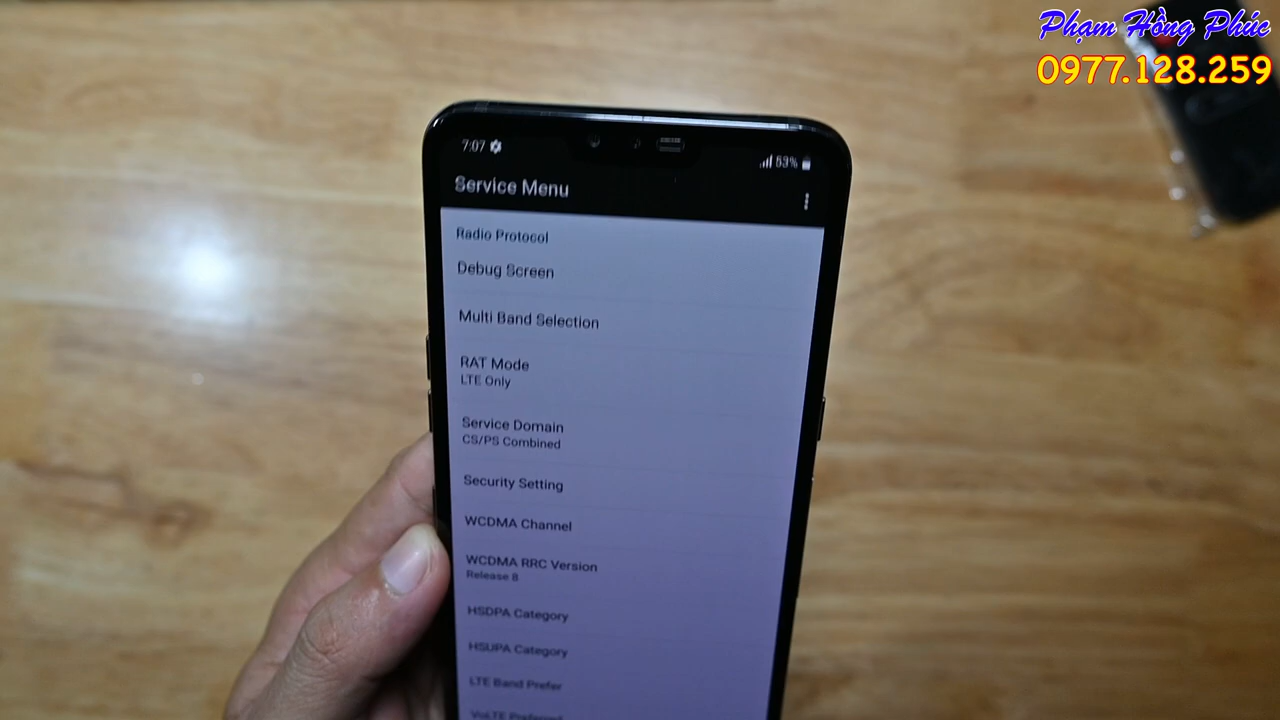 Phạm Hồng Phúc
0977.128.259
7:07
53%
Service Menu
Radio Protocol
Debug Screen
Multi Band Selection
RAT Mode
LTE Only
Service Domain
CS/PS Combined
Security Setting
WCDMA Channel
WCDMA RRC Version
Release 8
HSDPA Category
HSUPA Category
LTE Band Prefer
VoLTE Preferred